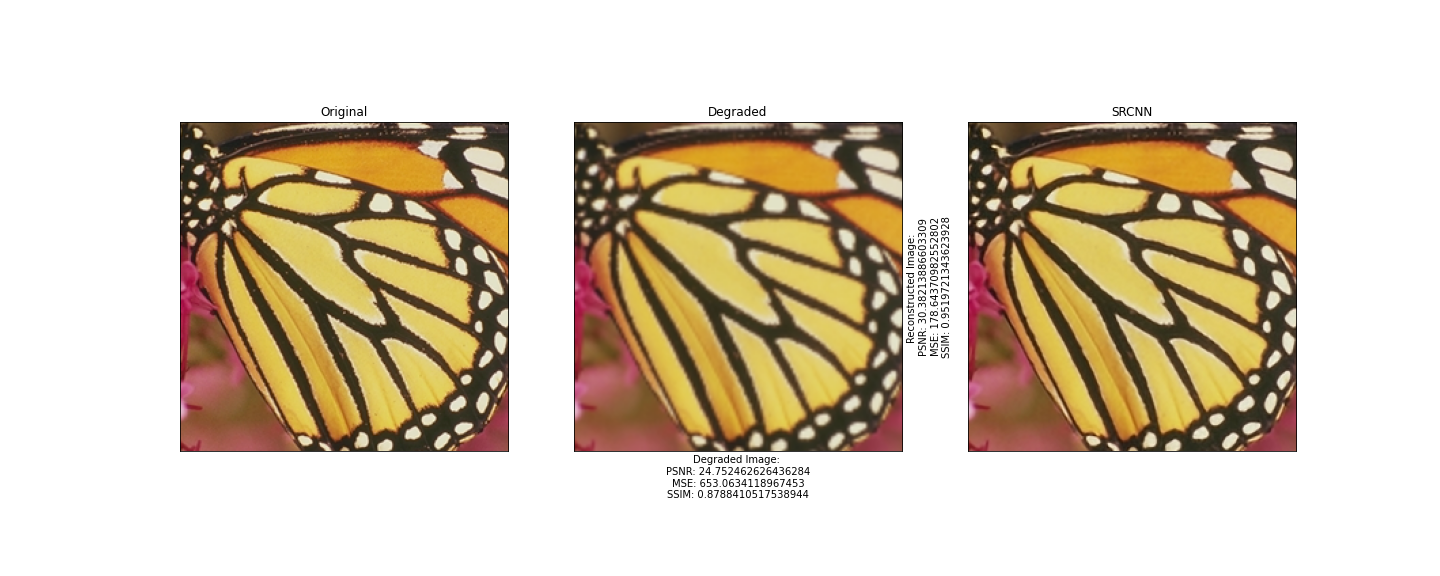 Original
Degraded
SRCNN
Reconstructed Image:
PSNR: 30.38213886603309
MSE: 178.64370982552802
SSIM: 0.9519721343623928
Degraded Image:
PSNR: 24.752462626436284
MSE: 653.0634118967453
SSIM: 0.8788410517538944